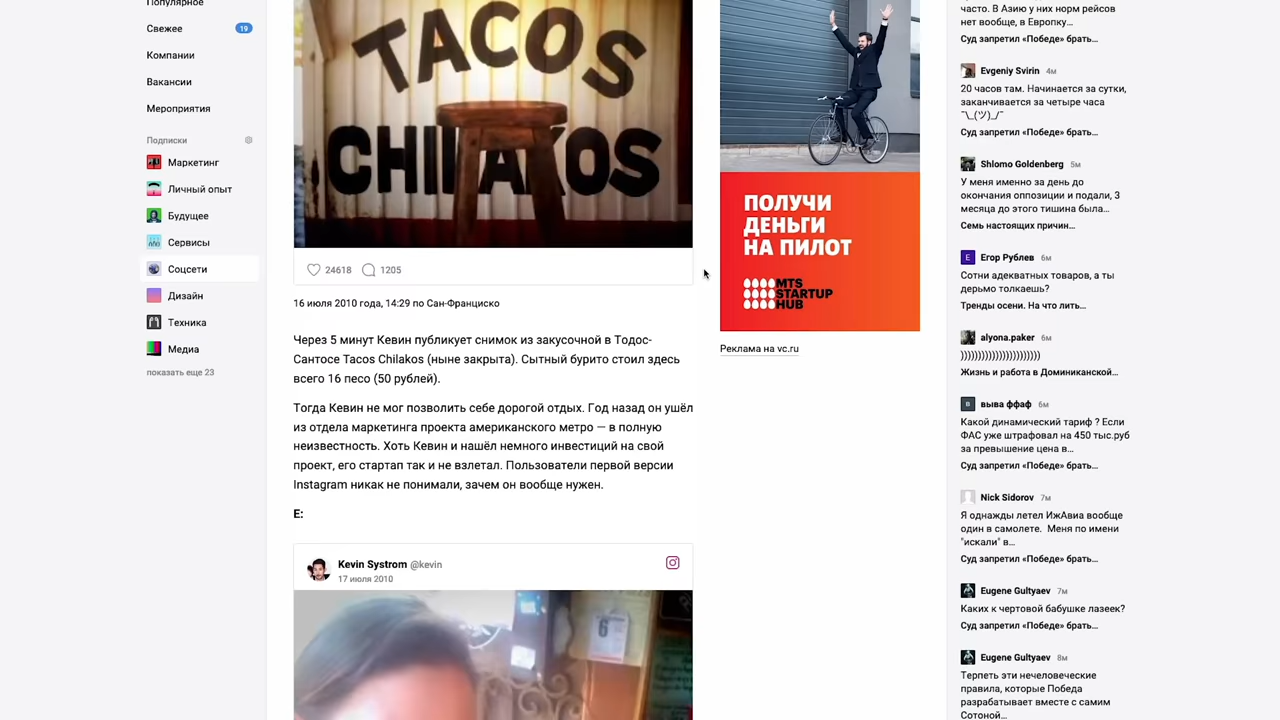 Популярное
Свежее
19
Компании
Вакансии
Мероприятия
Подписки
Маркетинг
Личный опыт
Будущее
Сервисы
Соцсети
Дизайн
Техника
Медиа
показать еще 23
TACOS
24618
1205
16 июля 2010 года, 14:29 по Сан-Франциско
Через 5 минут Кевин публикует снимок из закусочной в Тодос-
Сантосе Tacos Chilakos (ныне закрыта). Сытный бурито стоил здесь
всего 16 песо (50 рублей).
Тогда Кевин не мог позволить себе дорогой отдых. Год назад он ушёл
из отдела маркетинга проекта американского метро — в полную
неизвестность. Хоть Кевин и нашёл немного инвестиций на свой
проект, его стартап так и не взлетал. Пользователи первой версии
Instagram никак не понимали, зачем он вообще нужен.
Е:
Kevin Systrom @kevin
17 июля 2010
6
ПОЛУЧИ
ДЕНЬГИ
НА ПИЛОТ
MTS
STARTUP
HUB
Реклама на vc.ru
часто. В Азию у них норм рейсов
нет вообще, в Европу…
Суд запретил «Победе» брать…
Evgeniy Svirin 4м
20 часов там. Начинается за сутки,
заканчивается за четыре часа
¯\_(ツ)_/¯
Суд запретил «Победе» брать…
Shlomo Goldenberg 5м
У меня именно за день до
окончания оппозиции и подали, 3
месяца до этого тишина была…
Семь настоящих причин…
Е
Егор Рублев 6м
Сотни адекватных товаров, а ты
дерьмо толкаешь?
Тренды осени. На что лить…
alyona.paker 6м
)))))))))))))))))))))))
Жизнь и работа в Доминиканской…
В
выва ффаф 6м
Какой динамический тариф ? Если
ФАС уже штрафовал на 450 тыс.руб
за превышение цена в…
Суд запретил «Победе» брать…
Nick Sidorov 7м
Я однажды летел ИжАвиа вообще
один в самолете. Меня по имени
"искали" в…
Суд запретил «Победе» брать…
Eugene Gultyaev 7м
Каких к чертовой бабушке лазеек?
Суд запретил «Победе» брать…
Eugene Gultyaev 8м
Терпеть эти нечеловеческие
правила, которые Победа
разрабатывает вместе с самим
Сотоной…